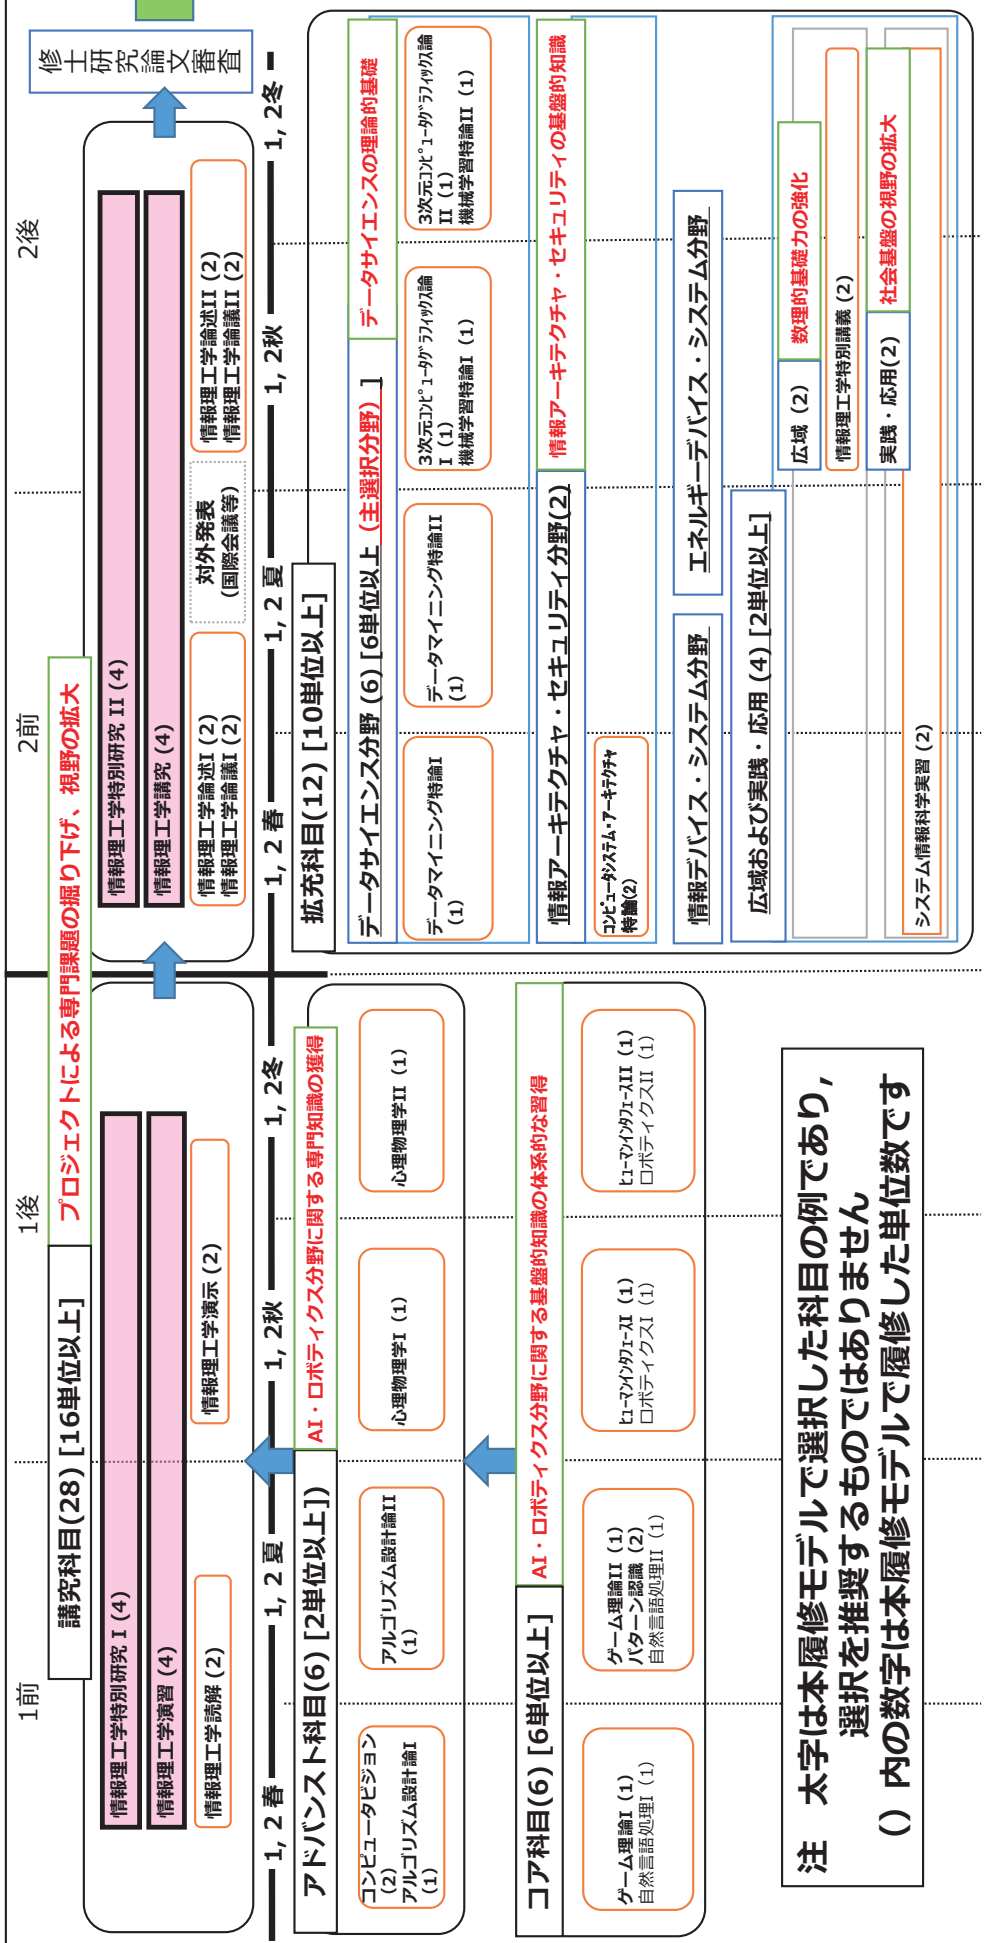 1前
1後
2前
2後
講究科目(28) [16単位以上]
プロジェクトによる専門課題の掘り下げ、視野の拡大
修士研究論文審査
情報理工学特別研究 I (4)
情報理工学演習 (4)
情報理工学読解 (2)
情報理工学演示 (2)
情報理工学特別研究 II (4)
情報理工学講究 (4)
情報理工学論述I (2)
情報理工学論議I (2)
対外発表
(国際会議等)
情報理工学論述II (2)
情報理工学論議II (2)
1, 2 春
1, 2 夏
1, 2秋
1, 2冬
1, 2 春
1, 2 夏
1, 2秋
1, 2冬
アドバンスト科目(6) [2単位以上])
AI・ロボティクス分野に関する専門知識の獲得
コンピュータビジョン
(2)
アルゴリズム設計論I
(1)
アルゴリズム設計論II
(1)
心理物理学I (1)
心理物理学II (1)
コア科目(6) [6単位以上]
AI・ロボティクス分野に関する基盤的知識の体系的な習得
ゲーム理論I (1)
自然言語処理I (1)
ゲーム理論II (1)
パターン認識 (2)
自然言語処理II (1)
ﾋｭｰﾏﾝｲﾝﾀﾌｪｰｽI (1)
ロボティクスI (1)
ﾋｭｰﾏﾝｲﾝﾀﾌｪｰｽII (1)
ロボティクスII (1)
拡充科目(12) [10単位以上]
データサイエンス分野 (6) [6単位以上 (主選択分野) ]
データサイエンスの理論的基礎
データマイニング特論I
(1)
データマイニング特論II
(1)
3次元ｺﾝﾋﾟｭｰﾀｸﾞﾗﾌｨｯｸｽ論
I (1)
機械学習特論I (1)
3次元ｺﾝﾋﾟｭｰﾀｸﾞﾗﾌｨｯｸｽ論
II (1)
機械学習特論II (1)
情報アーキテクチャ・セキュリティ分野(2)
情報アーキテクチャ・セキュリティの基盤的知識
ｺﾝﾋﾟｭｰﾀｼｽﾃﾑ･ｱｰｷﾃｸﾁｬ
特論(2)
情報デバイス・システム分野
エネルギーデバイス・システム分野
広域および実践・応用 (4) [2単位以上]
広域 (2)
数理的基礎力の強化
情報理工学特別講義 (2)
実践・応用(2)
社会基盤の視野の拡大
システム情報科学実習 (2)
注 太字は本履修モデルで選択した科目の例であり,
選択を推奨するものではありません
() 内の数字は本履修モデルで履修した単位数です